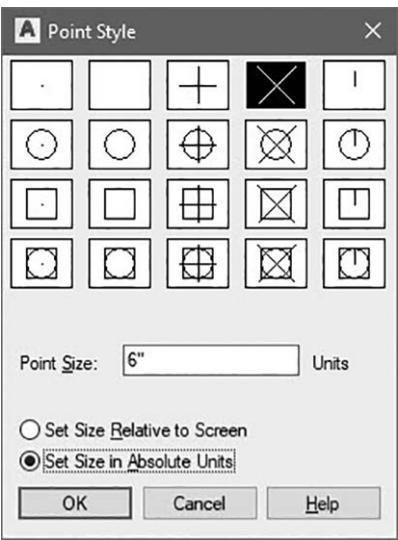 A Point Style
Point Size: 6" Units
Set Size Relative to Screen
Set Size in Absolute Units
OK Cancel Help